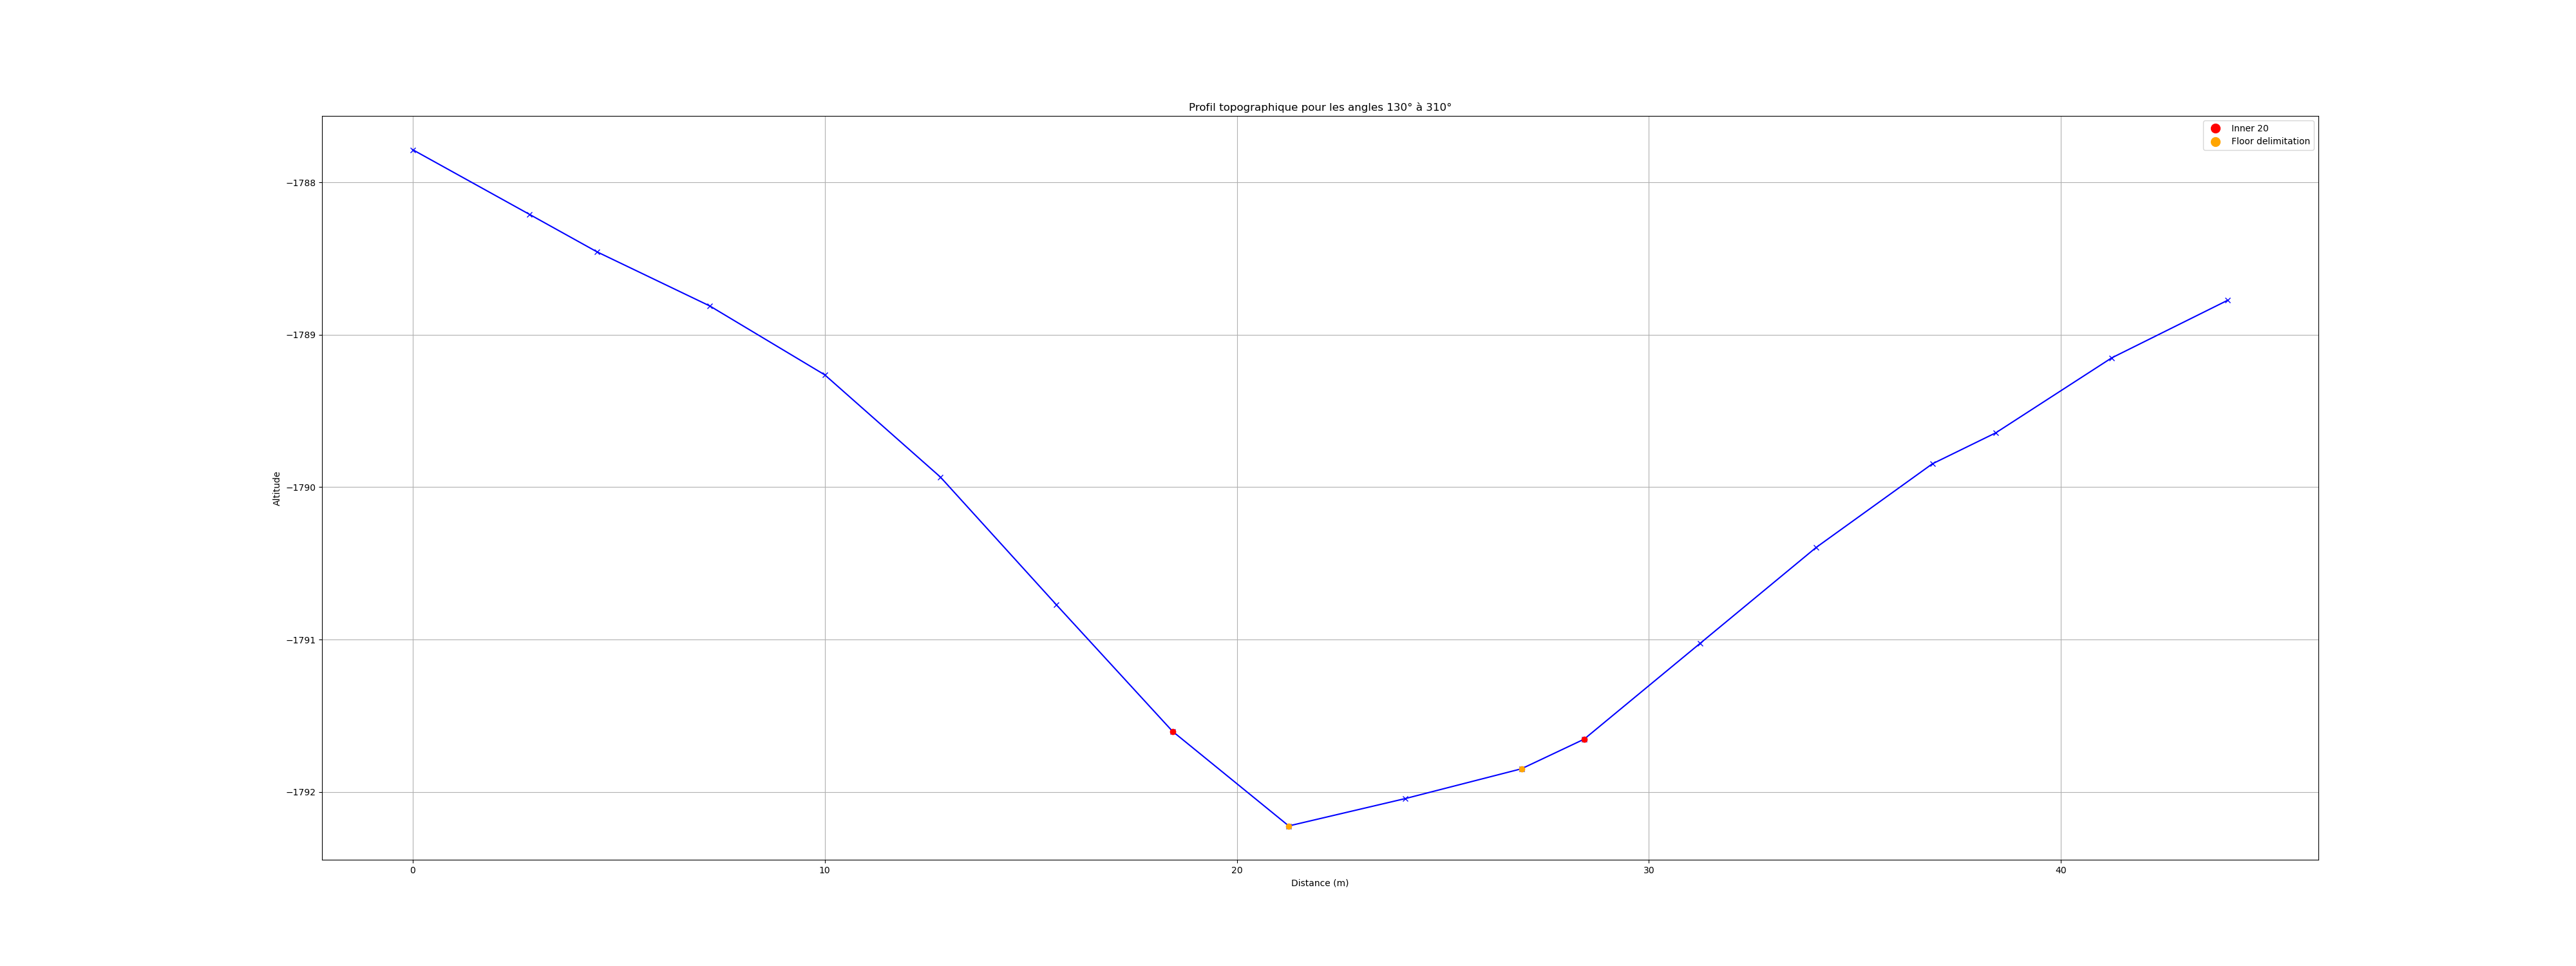 Profil topographique pour les angles 130° à 310°
Inner 20
Floor delimitation
−1788
−1789
−1790
−1791
−1792
Altitude
0 10 20 30 40
Distance (m)